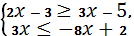 {2x − 3 ≥ 3x − 5,
3x ≤ −8x + 2